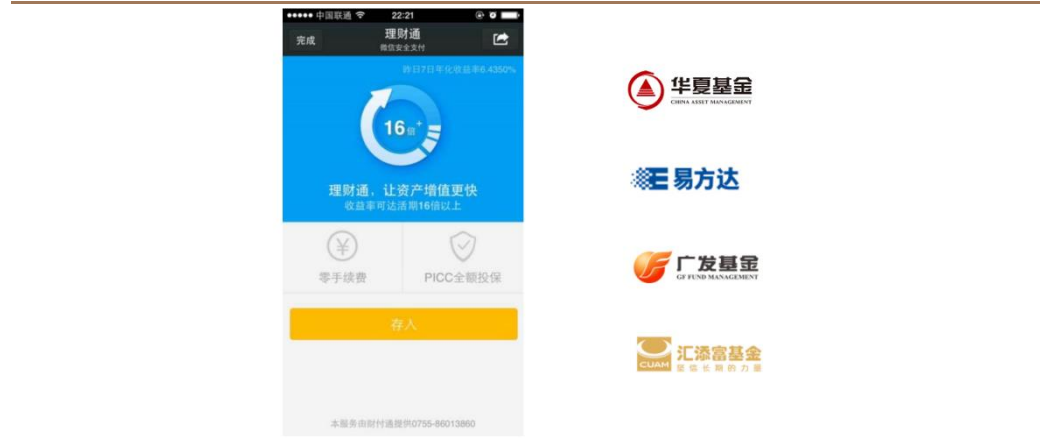 中国联通 22:21
完成
理财通
微信安全支付
昨日7日年化收益率6.4350%
16倍+
理财通，让资产增值更快
收益率可达活期16倍以上
零手续费
PICC全额投保
存入
本服务由财付通提供0755-86013860
华夏基金
CHINA ASSET MANAGEMENT
易方达
广发基金
GF FUND MANAGEMENT
CUAM
汇添富基金
坚信长期的力量